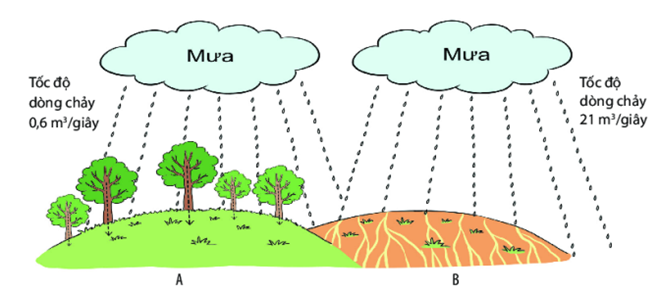 Mưa
Mưa
Tốc độ
dòng chảy
0,6 m³/giây
Tốc độ
dòng chảy
21 m³/giây
A
B